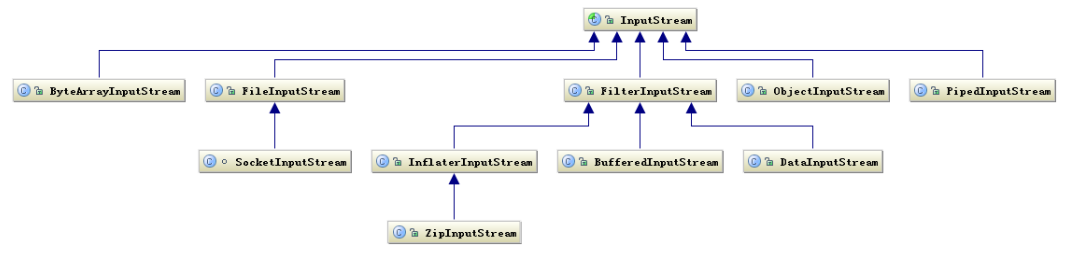 InputStream
ByteArrayInputStream
FileInputStream
FilterInputStream
ObjectInputStream
PipedInputStream
SocketInputStream
InflaterInputStream
BufferedInputStream
DataInputStream
ZipInputStream